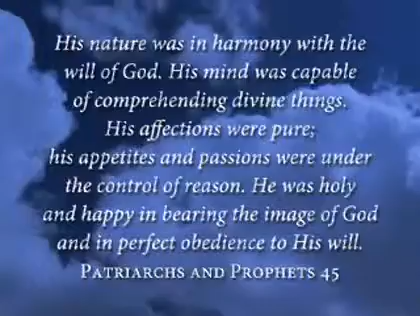 His nature was in harmony with the
will of God. His mind was capable
of comprehending divine things.
His affections were pure;
his appetites and passions were under
the control of reason. He was holy
and happy in bearing the image of God
and in perfect obedience to His will.
Patriarchs and Prophets 45